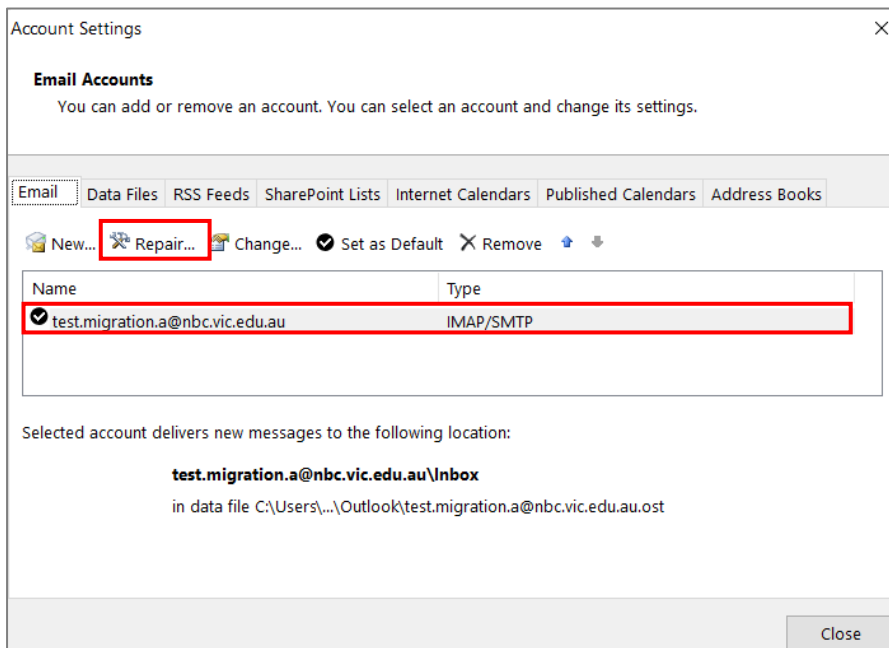 Account Settings
Email Accounts
You can add or remove an account. You can select an account and change its settings.
Email Data Files RSS Feeds SharePoint Lists Internet Calendars Published Calendars Address Books
New... Repair... Change... Set as Default Remove
Name Type
test.migration.a@nbc.vic.edu.au IMAP/SMTP
Selected account delivers new messages to the following location:
test.migration.a@nbc.vic.edu.au\Inbox
in data file C:\Users\...\Outlook\test.migration.a@nbc.vic.edu.au.ost
Close